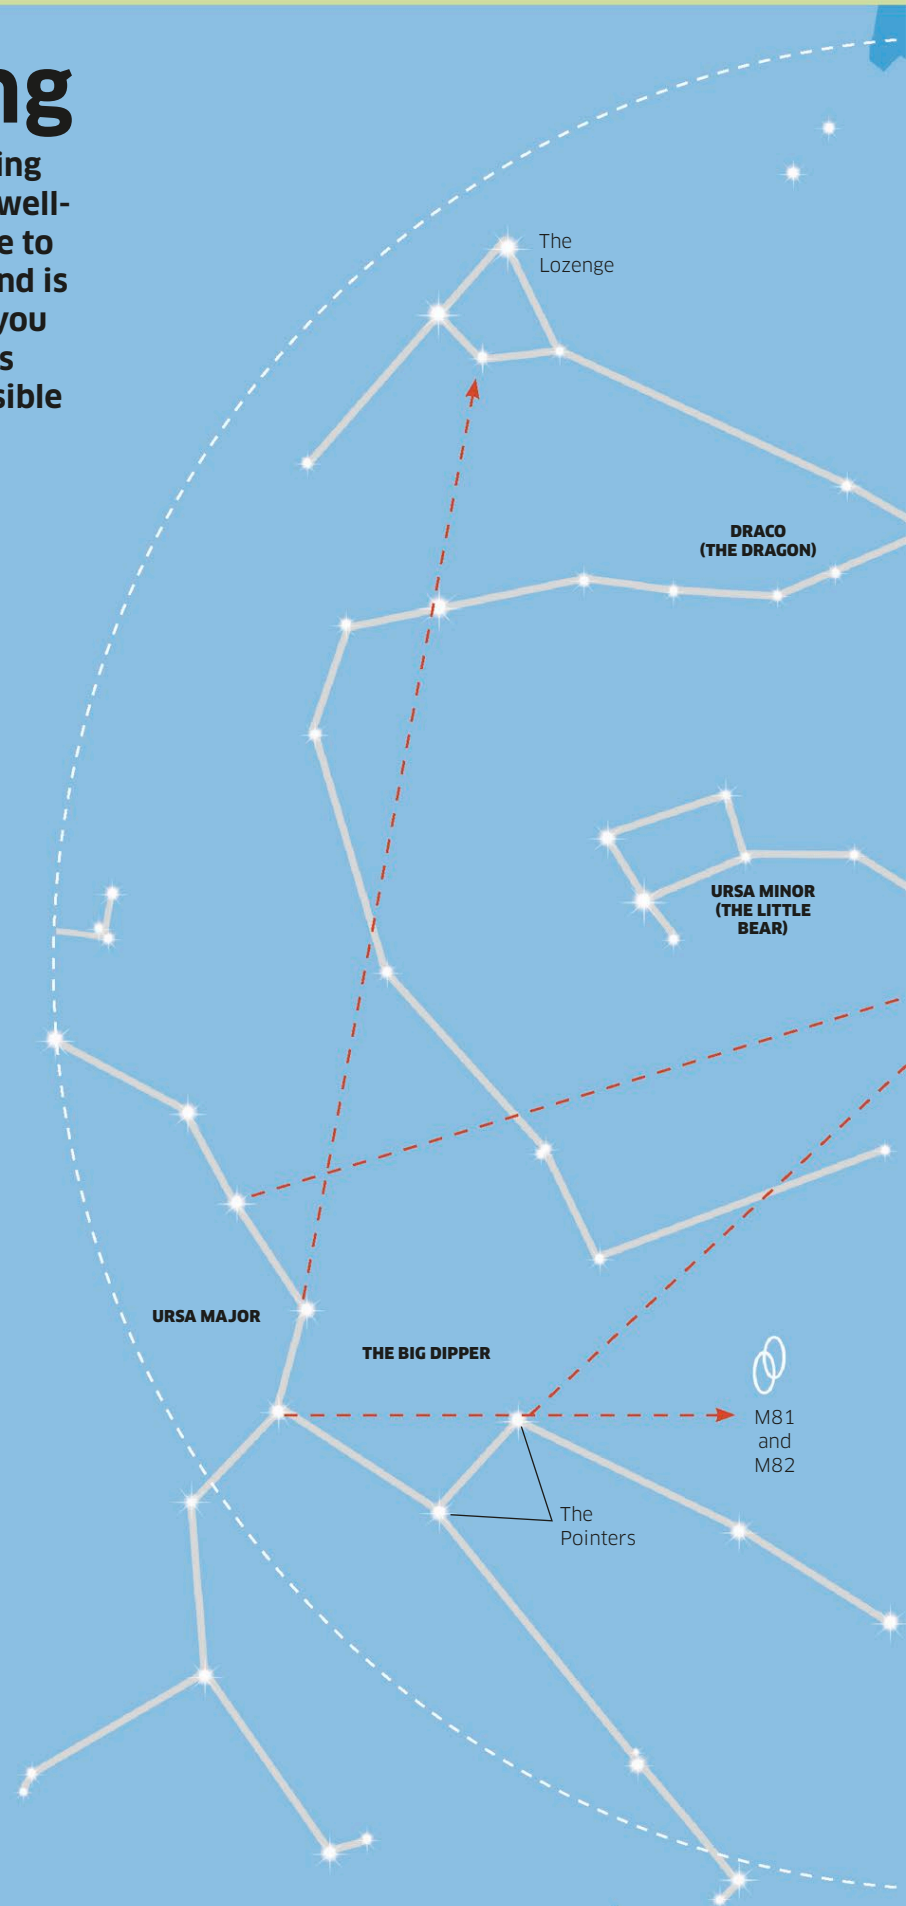 ng
ing
well-
e to
nd is
you
s
sible
The
Lozenge
DRACO
(THE DRAGON)
URSA MINOR
(THE LITTLE
BEAR)
URSA MAJOR
THE BIG DIPPER
M81
and
M82
The
Pointers